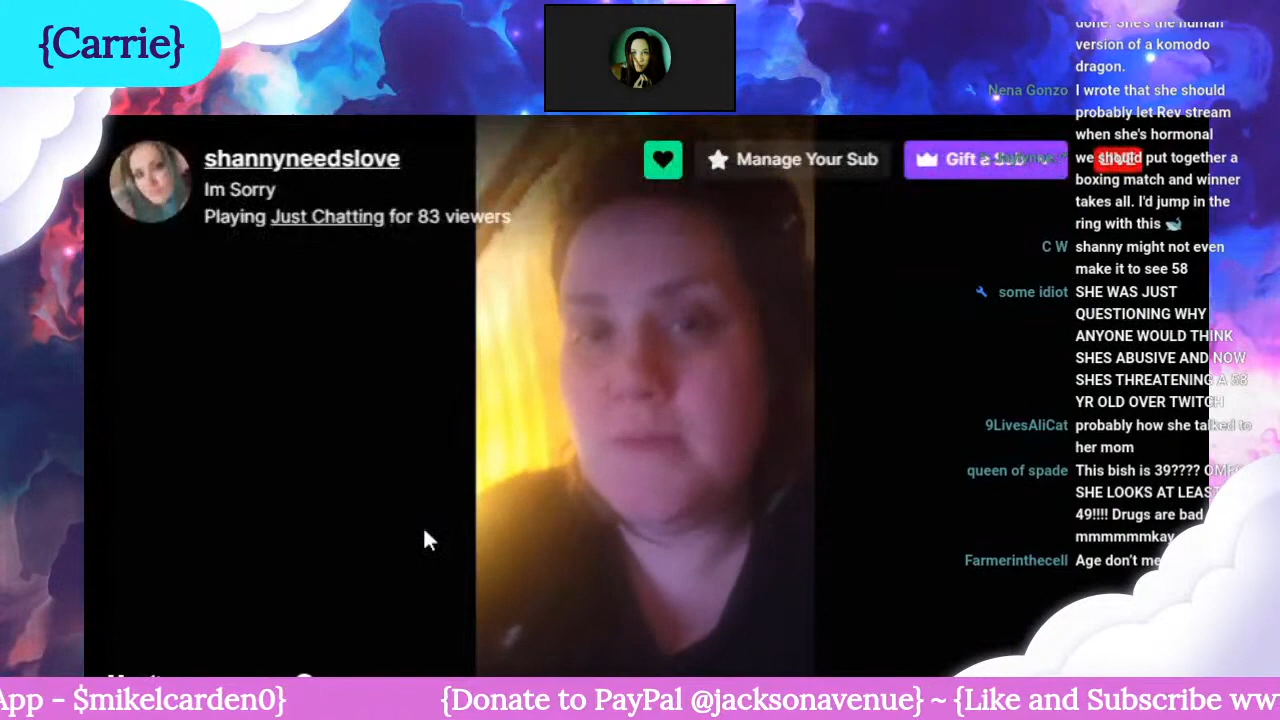 {Carrie}
shannyneedslove
Im Sorry
Playing Just Chatting for 83 viewers
Manage Your Sub
Gift a Sub
LIVE
done. She's the human
version of a komodo
dragon.
Nena Gonzo I wrote that she should
probably let Rev stream
when she's hormonal
we should put together a
boxing match and winner
takes all. I'd jump in the
ring with this 🐋
C W shanny might not even
make it to see 58
some idiot SHE WAS JUST
QUESTIONING WHY
ANYONE WOULD THINK
SHES ABUSIVE AND NOW
SHES THREATENING A 58
YR OLD OVER TWITCH
9LivesAliCat probably how she talked to
her mom
queen of spade This bish is 39????
SHE LOOKS AT LEAST
49!!!! Drugs are bad
mmmmmmkay
Farmerinthecell Age don't
App - $mikelcarden0} {Donate to PayPal @jacksonavenue} ~ {Like and Subscribe ww